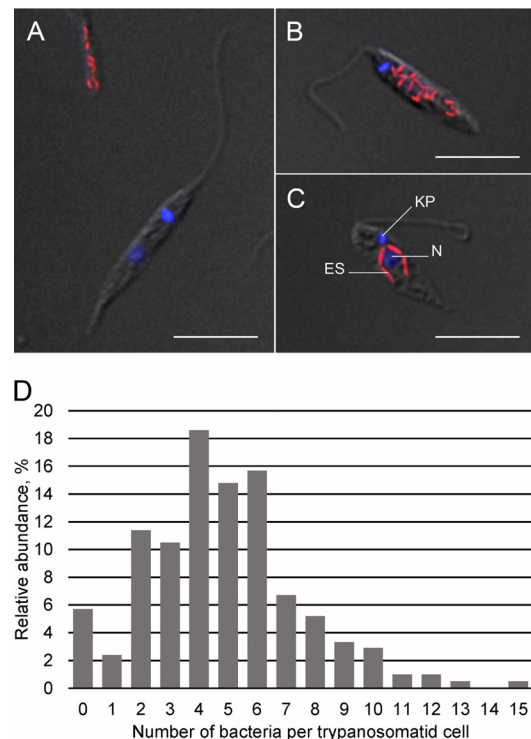 A
B
C
KP
N
ES
D
Relative abundance, %
20
18
16
14
12
10
8
6
4
2
0
0 1 2 3 4 5 6 7 8 9 10 11 12 13 14 15
Number of bacteria per trypanosomatid cell